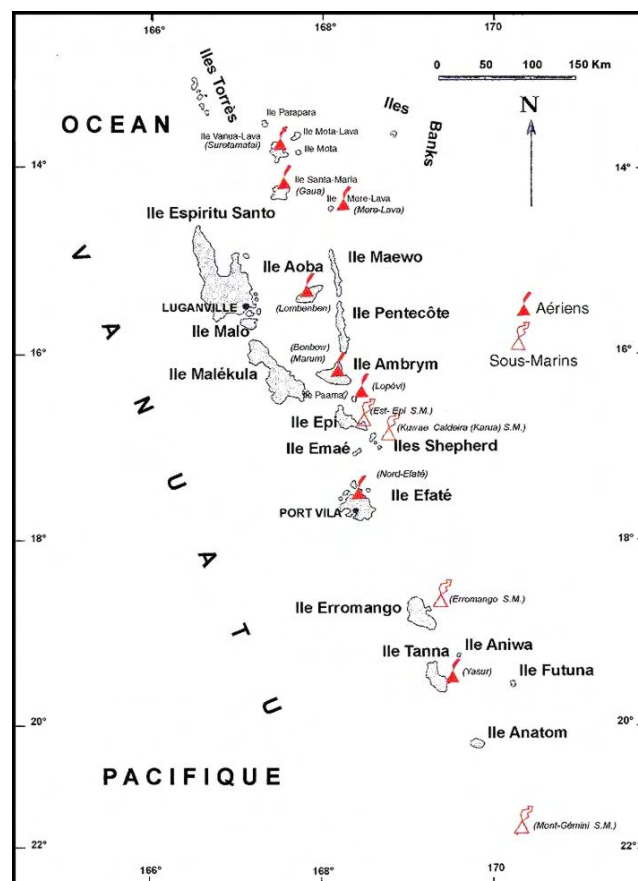 166°
168°
170°
0 50 100 150 Km
Iles Torrès
Ile Parapara
Iles
Banks
N
OCEAN
Ile Vanua-Lava
(Suretamatai)
Ile Mota-Lava
Ile Mota
14°
14°
Ile Santa-Maria
(Gaua)
Ile Mere-Lava
(Mere-Lava)
Ile Espiritu Santo
VANUATU
Ile Maewo
Ile Aoba
(Lombenben)
LUGANVILLE
Ile Pentecôte
Aériens
Ile Malo
Sous-Marins
16°
16°
(Benbow)
(Marum)
Ile Ambrym
Ile Malékula
(Lopévi)
Ile Paama
(Est- Epi S.M.)
Ile Epi
(Kuwae Caldeira (Karua) S.M.)
Ile Emaé
Iles Shepherd
(Nord-Efaté)
Ile Efaté
PORT VILA
18°
18°
Ile Erromango
(Erromango S.M.)
Ile Tanna
Ile Aniwa
(Yasur)
Ile Futuna
20°
20°
Ile Anatom
PACIFIQUE
(Mont-Gémini S.M.)
22°
22°
166°
168°
170°